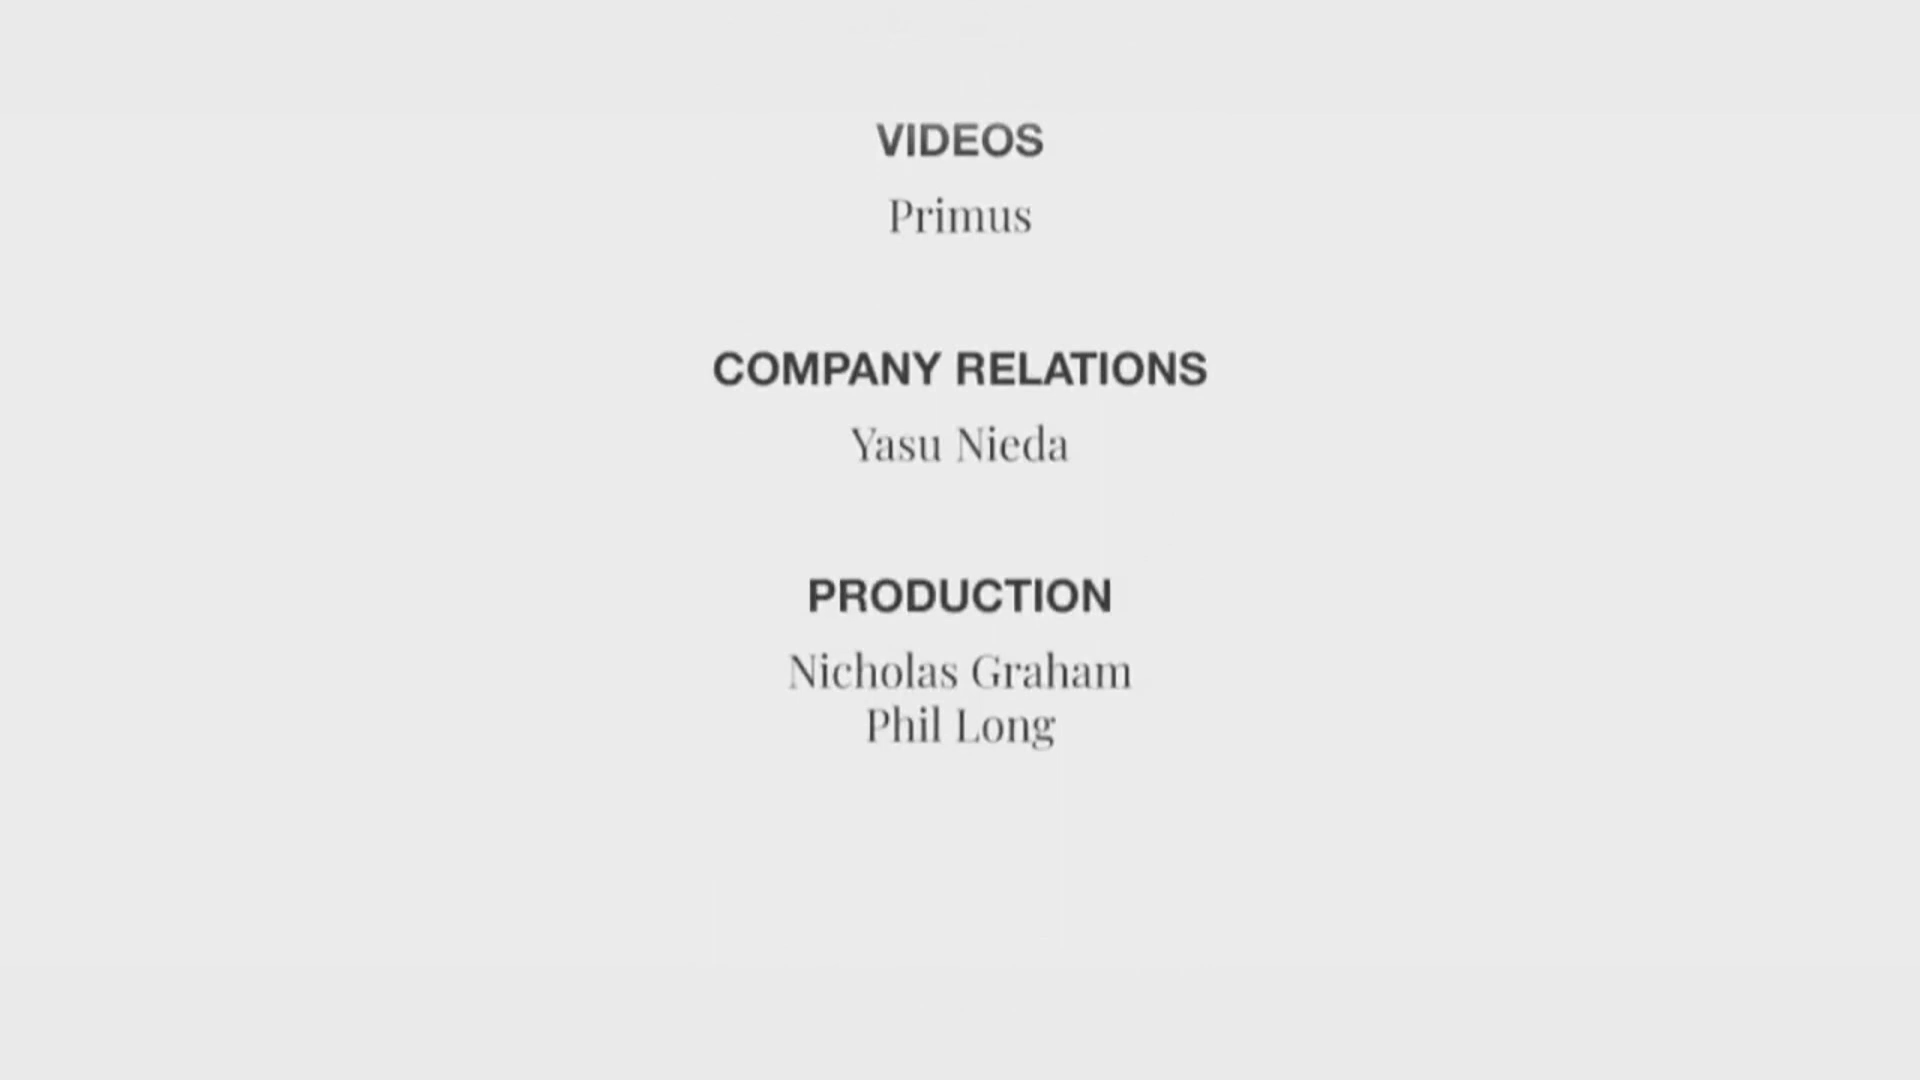 VIDEOS
Primus
COMPANY RELATIONS
Yasu Nieda
PRODUCTION
Nicholas Graham
Phil Long